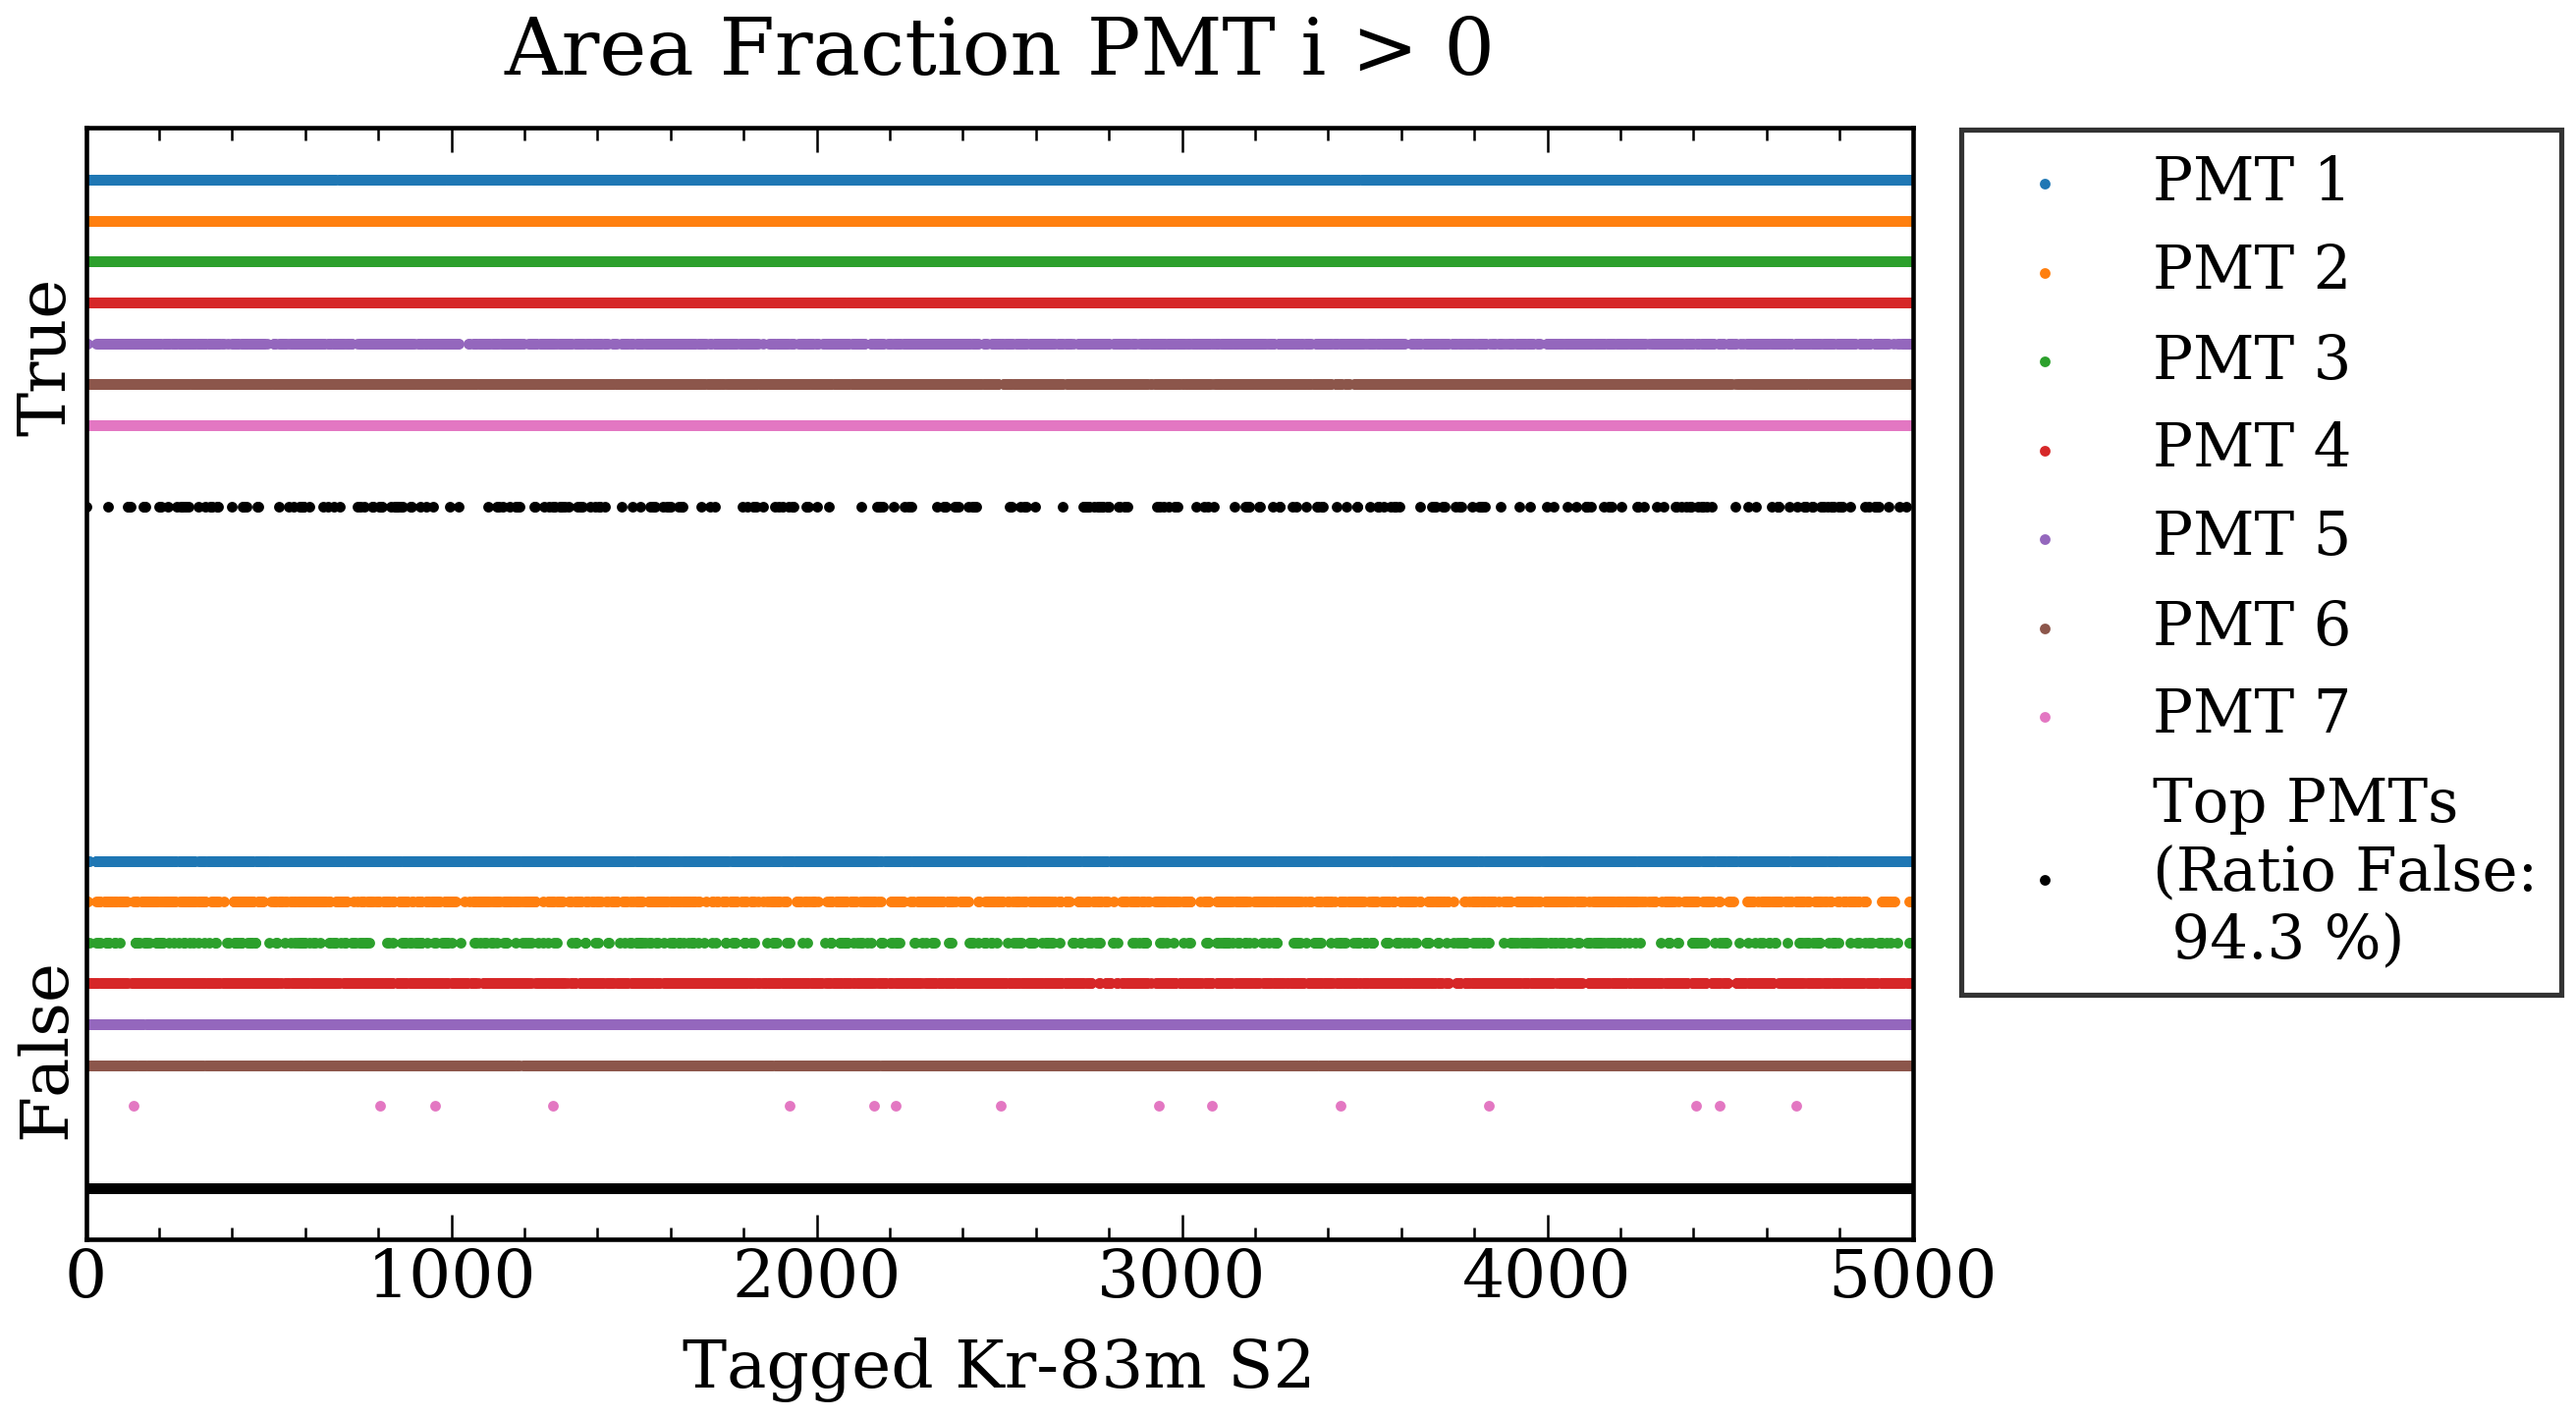 Area Fraction PMT i > 0
True
False
0 1000 2000 3000 4000 5000
Tagged Kr-83m S2
PMT 1
PMT 2
PMT 3
PMT 4
PMT 5
PMT 6
PMT 7
Top PMTs
(Ratio False:
94.3 %)